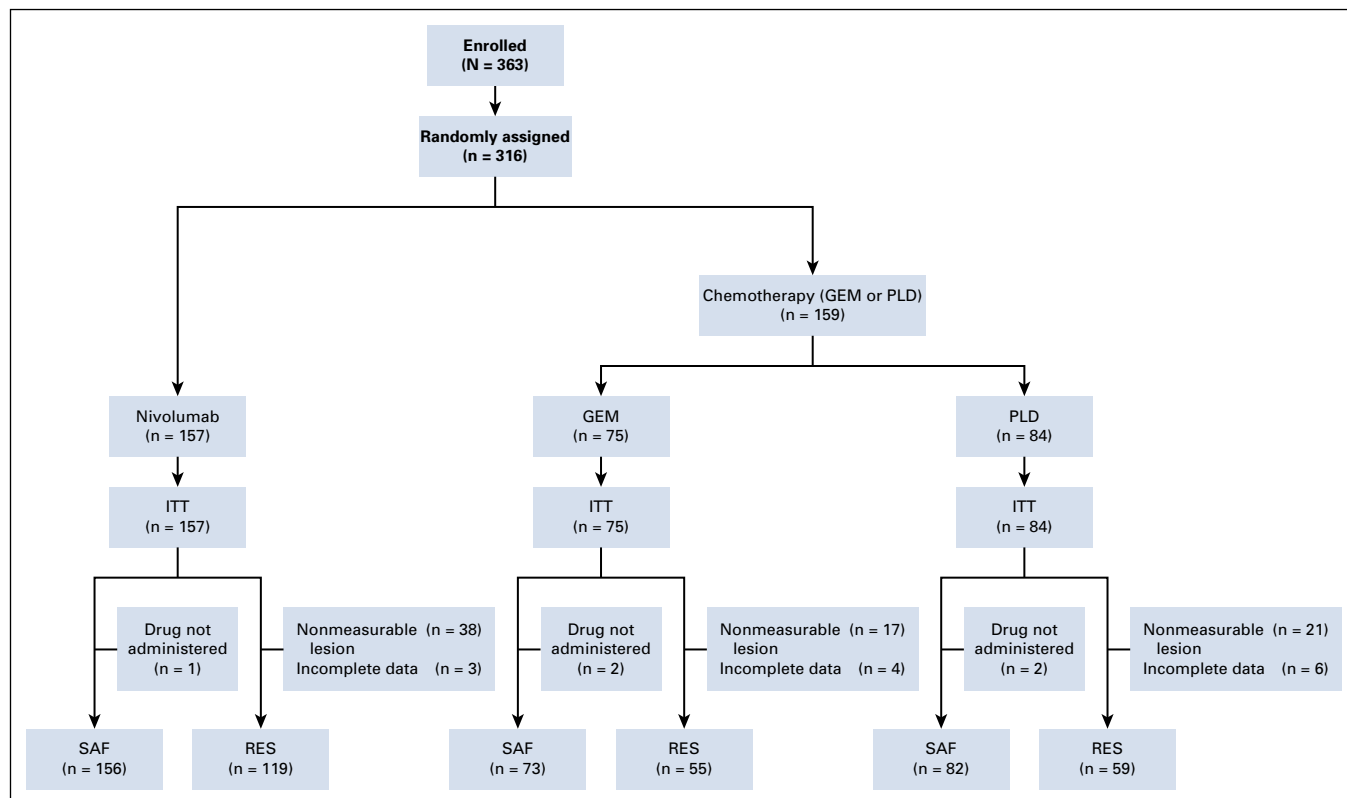 Enrolled
(N = 363)
Randomly assigned
(n = 316)
Chemotherapy (GEM or PLD)
(n = 159)
Nivolumab
(n = 157)
GEM
(n = 75)
PLD
(n = 84)
ITT
(n = 157)
ITT
(n = 75)
ITT
(n = 84)
Drug not
administered
(n = 1)
Nonmeasurable (n = 38)
lesion
Incomplete data (n = 3)
Drug not
administered
(n = 2)
Nonmeasurable (n = 17)
lesion
Incomplete data (n = 4)
Drug not
administered
(n = 2)
Nonmeasurable (n = 21)
lesion
Incomplete data (n = 6)
SAF
(n = 156)
RES
(n = 119)
SAF
(n = 73)
RES
(n = 55)
SAF
(n = 82)
RES
(n = 59)